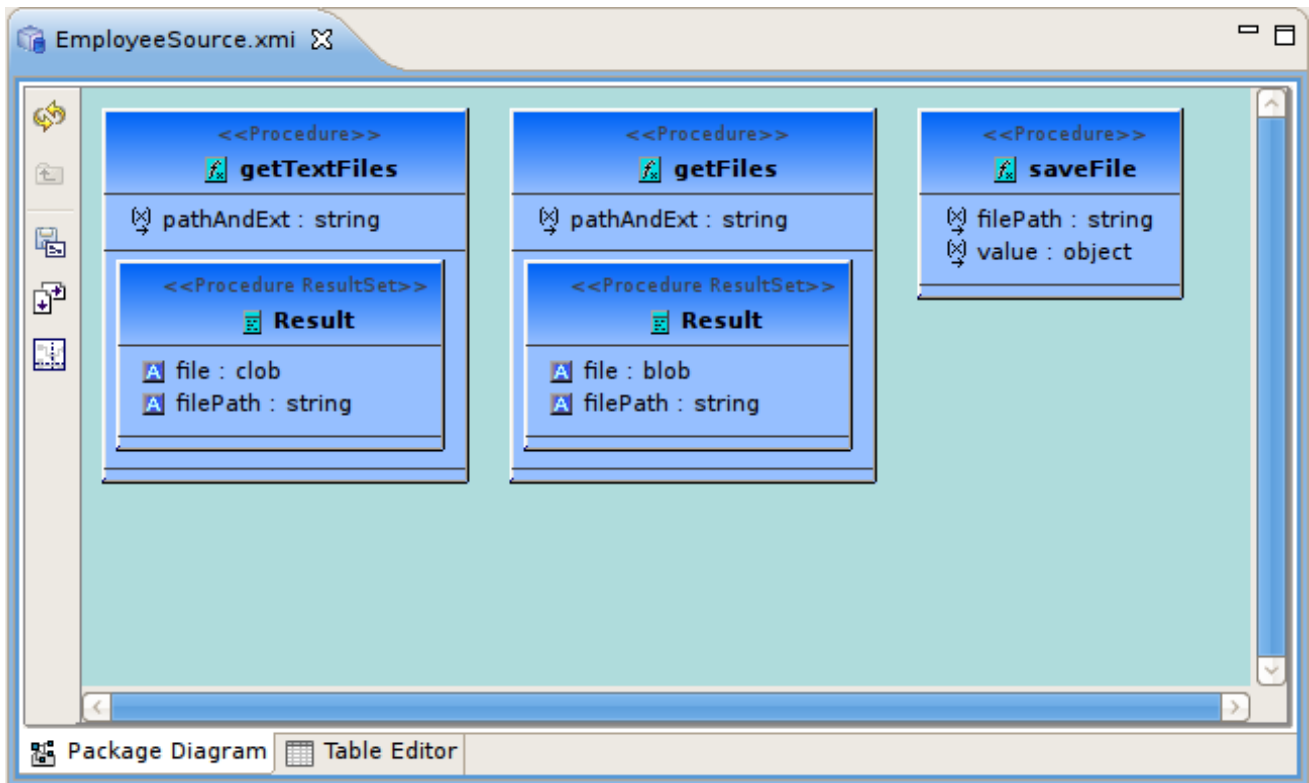 EmployeeSource.xmi
<<Procedure>>
getTextFiles
pathAndExt : string
<<Procedure ResultSet>>
Result
file : clob
filePath : string
<<Procedure>>
getFiles
pathAndExt : string
<<Procedure ResultSet>>
Result
file : blob
filePath : string
<<Procedure>>
saveFile
filePath : string
value : object
Package Diagram
Table Editor